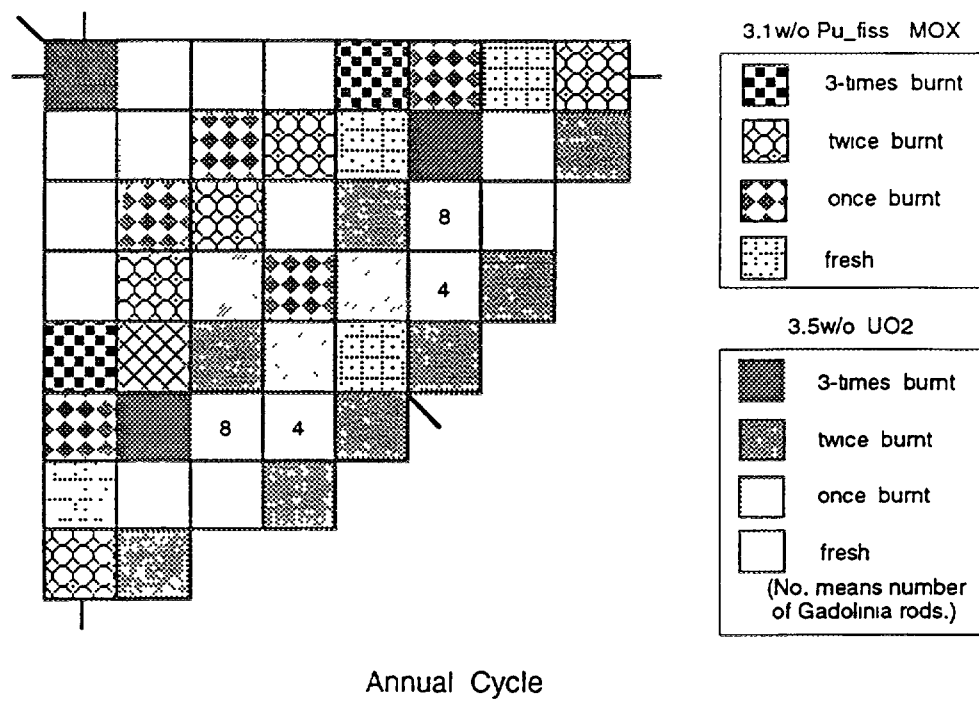 3.1w/o Pu_fiss MOX
3-times burnt
twice burnt
once burnt
fresh
3.5w/o UO2
3-times burnt
twice burnt
once burnt
fresh
(No. means number
of Gadolinia rods.)
8
4
8 4
Annual Cycle